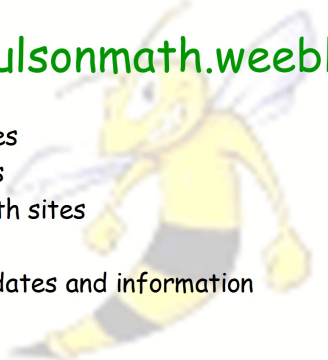 ulsonmath.weebl
es
s
th sites
dates and information